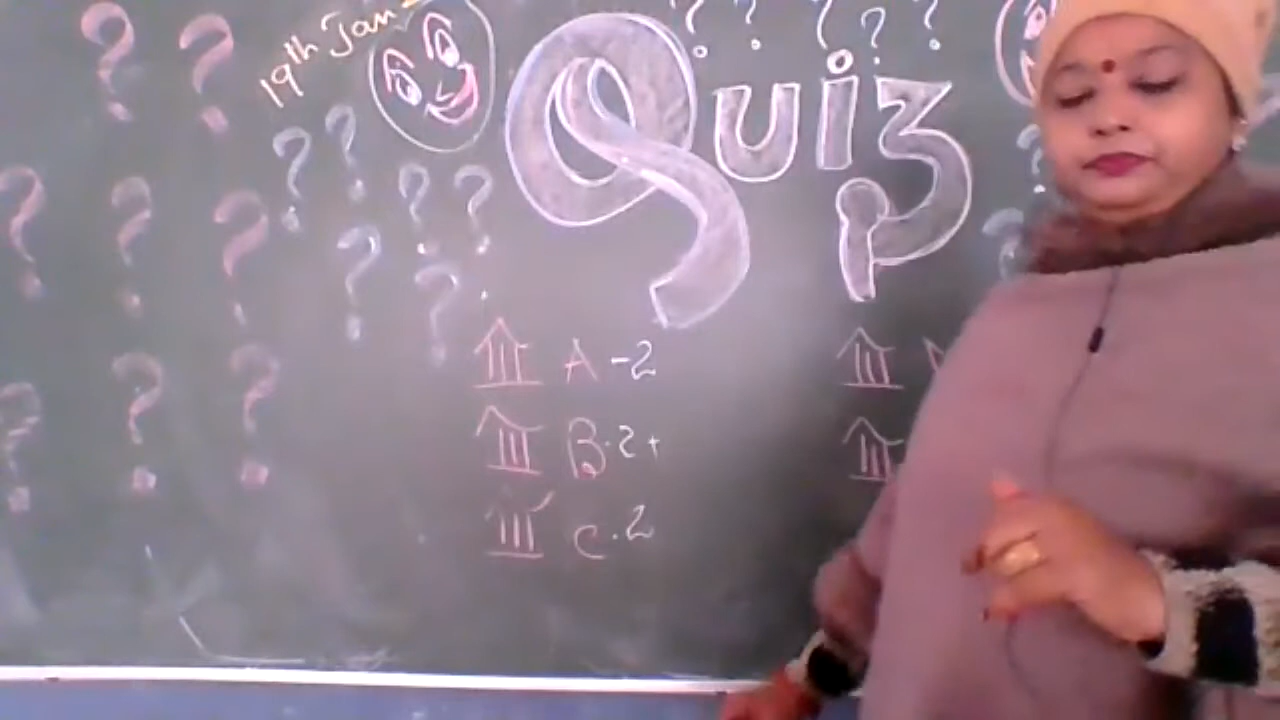 19th Jan
? ? ? ? ?
Quiz
? ?
? ? ? ? ? ? ?
? ?
? ? ?
A -2
B.2+
C.2